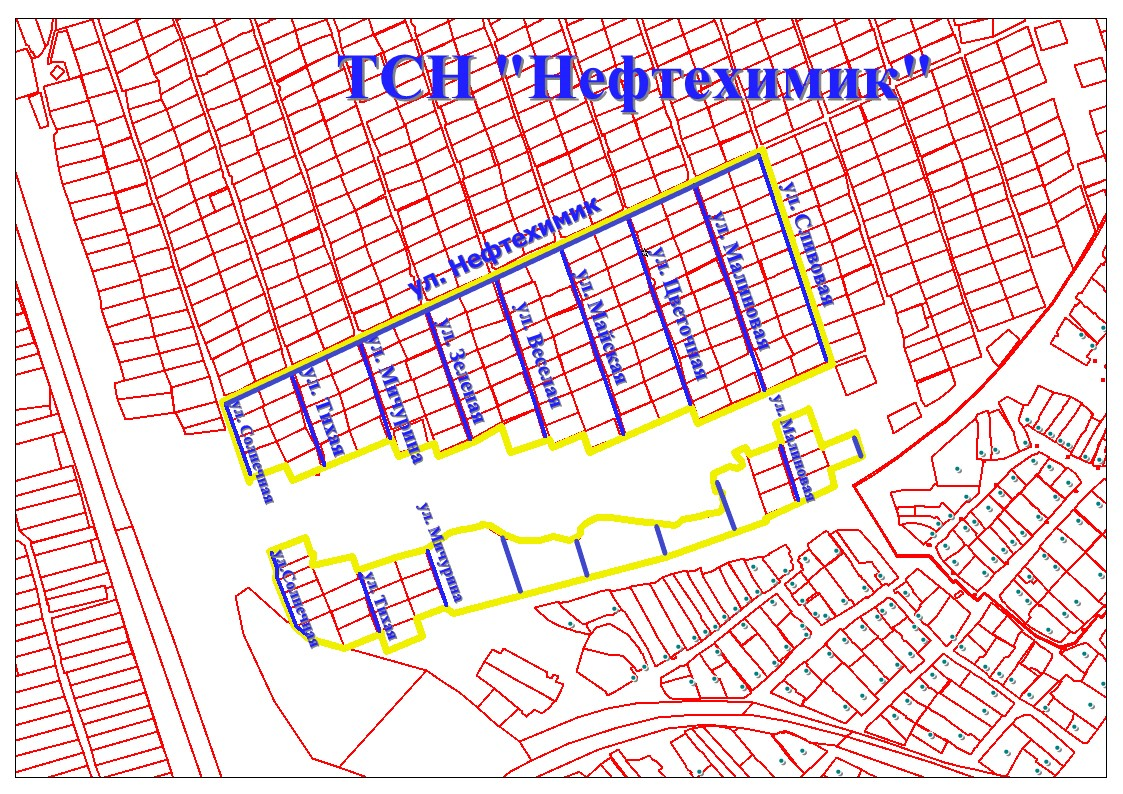 ТСН "Нефтехимик"
ул. Нефтехимик
ул. Сливовая
ул. Малиновая
ул. Цветочная
ул. Майская
ул. Веселая
ул. Зеленая
ул. Мичурина
ул. Тихая
ул. Солнечная
ул. Малиновая
ул. Мичурина
ул. Тихая
ул.Солнечная